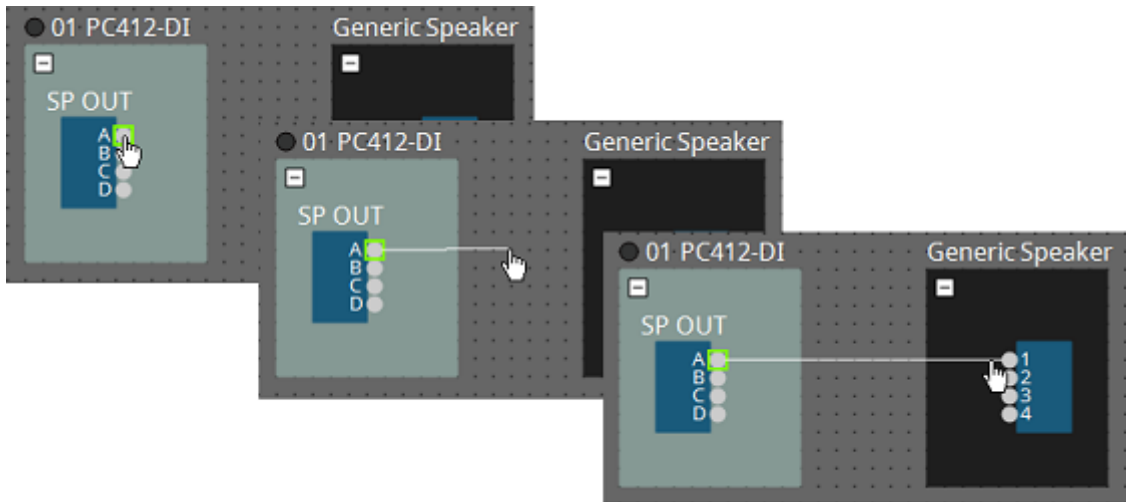 01 PC412-DI Generic Speaker
SP OUT
A
B
C
D
01 PC412-DI Generic Speaker
SP OUT
A
B
C
D
01 PC412-DI Generic Speaker
SP OUT
A 1
B 2
C 3
D 4